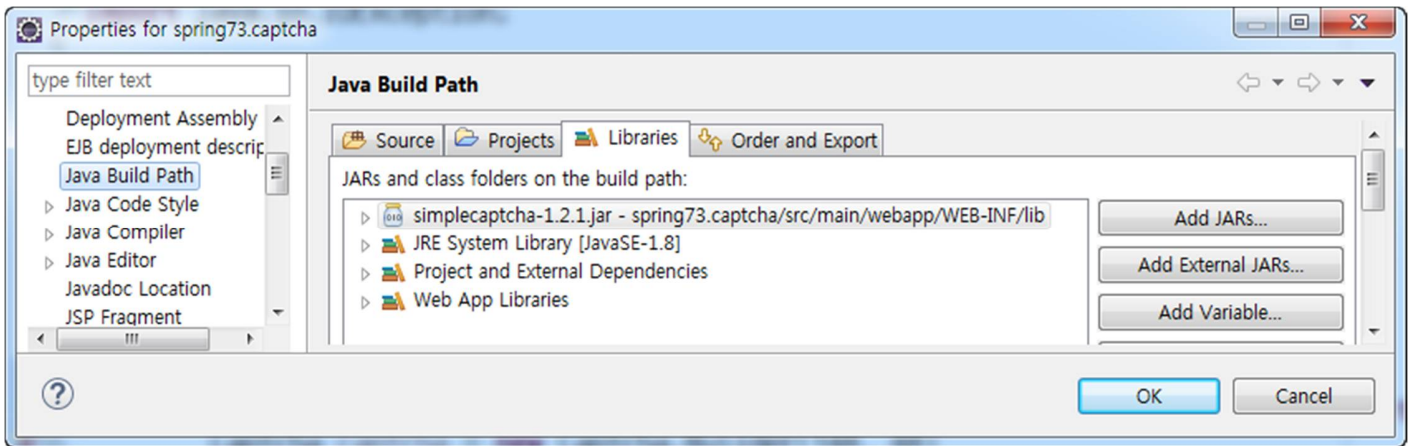 Properties for spring73.captcha
type filter text
Deployment Assembly
EJB deployment descrip
Java Build Path
Java Code Style
Java Compiler
Java Editor
Javadoc Location
JSP Fragment
Java Build Path
Source
Projects
Libraries
Order and Export
JARs and class folders on the build path:
simplecaptcha-1.2.1.jar - spring73.captcha/src/main/webapp/WEB-INF/lib
JRE System Library [JavaSE-1.8]
Project and External Dependencies
Web App Libraries
Add JARs...
Add External JARs...
Add Variable...
OK
Cancel